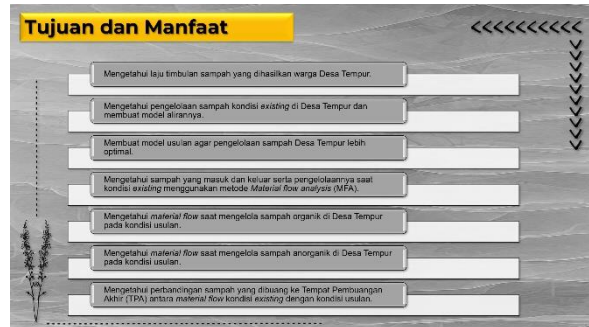 Tujuan dan Manfaat
Mengetahui laju timbulan sampah yang dihasilkan warga Desa Tempur.
Mengetahui pengelolaan sampah kondisi existing di Desa Tempur dan
membuat model alirannya.
Membuat model usulan agar pengelolaan sampah Desa Tempur lebih
optimal.
Mengetahui sampah yang masuk dan keluar serta pengelolaannya saat
kondisi existing menggunakan metode Material flow analysis (MFA).
Mengetahui material flow saat mengelola sampah organik di Desa Tempur
pada kondisi usulan.
Mengetahui material flow saat mengelola sampah anorganik di Desa Tempur
pada kondisi usulan.
Mengetahui perbandingan sampah yang dibuang ke Tempat Pembuangan
Akhir (TPA) antara material flow kondisi existing dengan kondisi usulan.